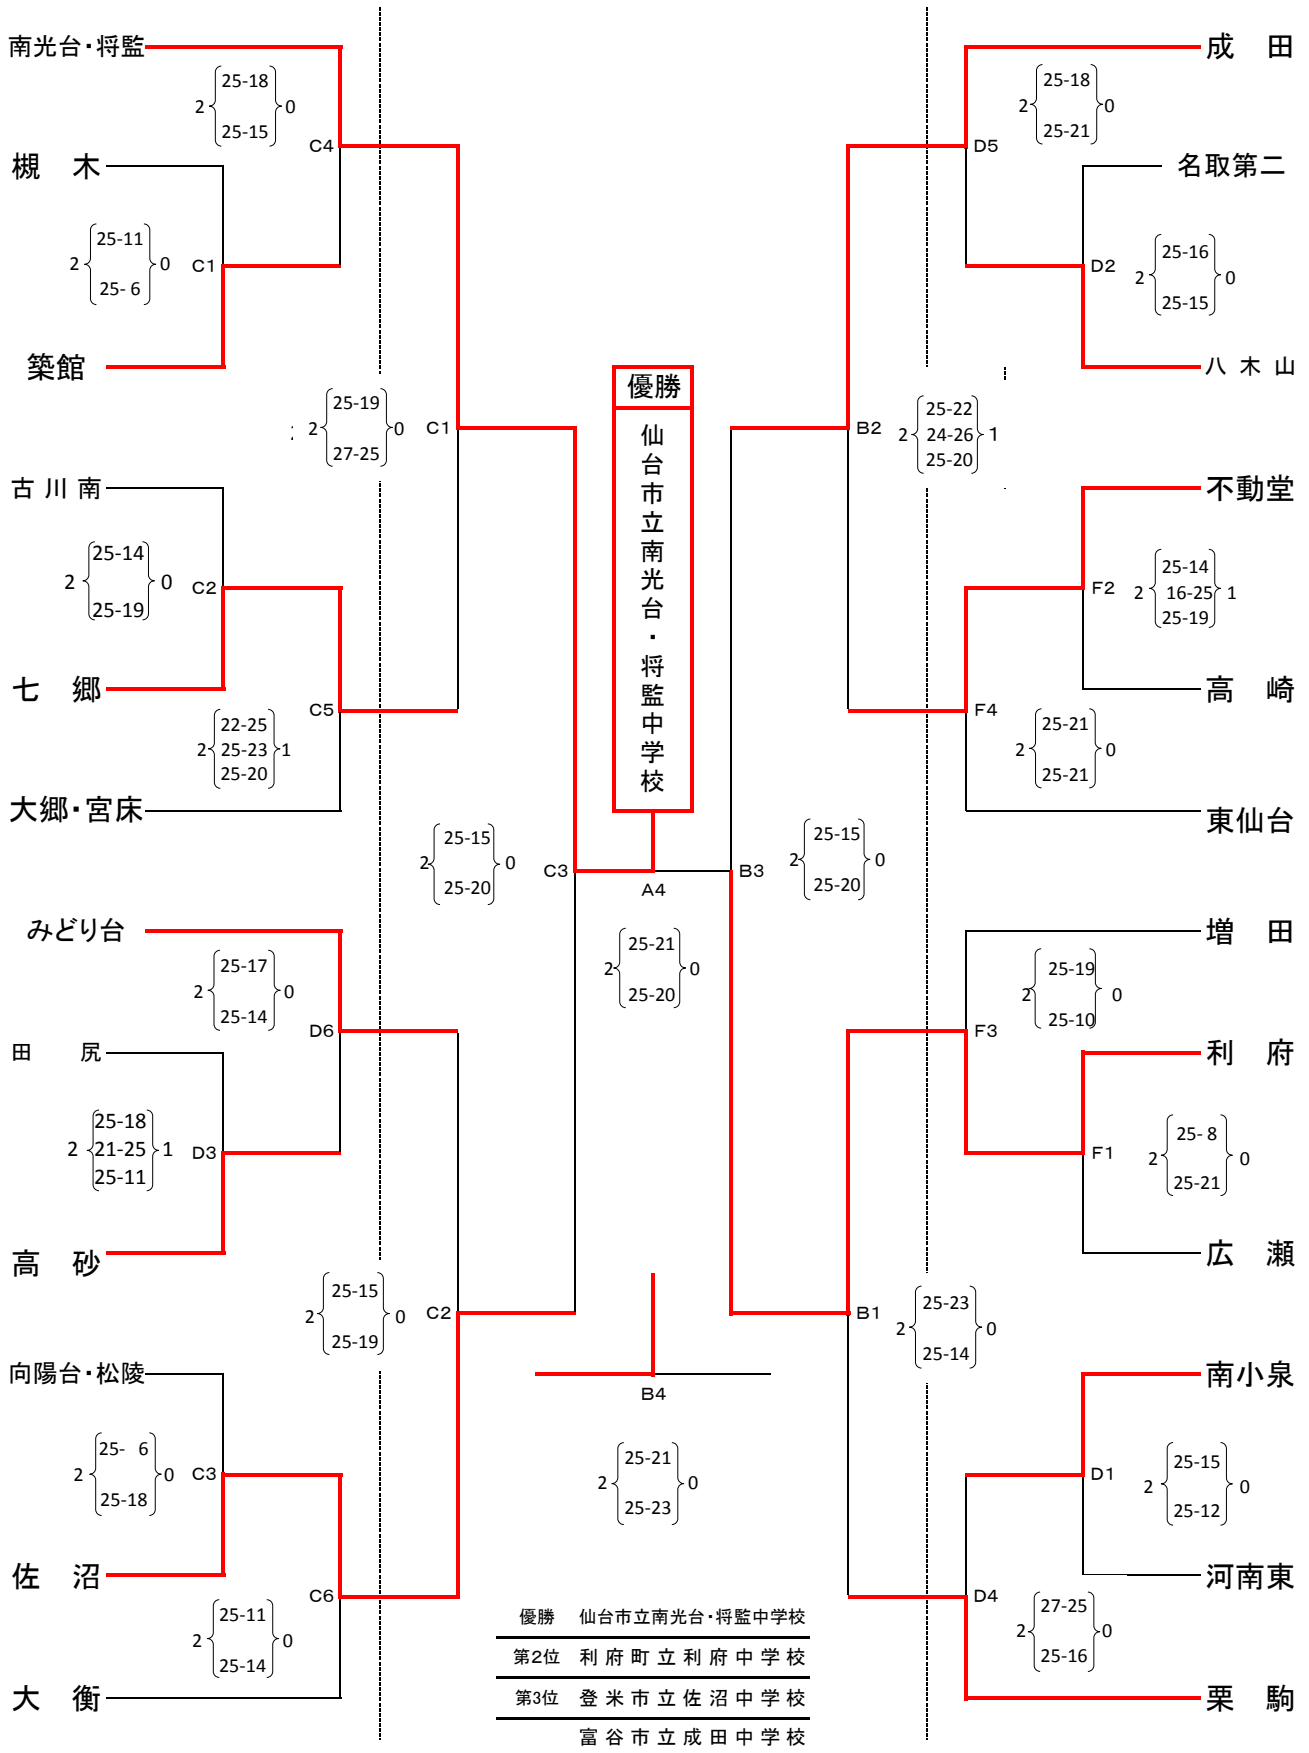 南光台・将監
2 25-18 0
25-15
C4
槻 木
2 25-11 0
25- 6
C1
築館
2 25-19 0
27-25
C1
古川南
2 25-14 0
25-19
C2
七 郷
C5
2 22-25 1
25-23
25-20
大郷・宮床
2 25-15 0
25-20
C3
みどり台
2 25-17 0
25-14
D6
田 尻
2 25-18 1
21-25
25-11
D3
高 砂
2 25-15 0
25-19
C2
向陽台・松陵
2 25- 6 0
25-18
C3
佐 沼
C6
2 25-11 0
25-14
大 衡
優勝
仙台市立南光台・将監中学校
A4
2 25-21 0
25-20
B4
2 25-21 0
25-23
成 田
2 25-18 0
25-21
D5
名取第二
D2
2 25-16 0
25-15
八木山
B2
2 25-22 1
24-26
25-20
不動堂
F2
2 25-14 1
16-25
25-19
高 崎
F4
2 25-21 0
25-21
東仙台
B3
2 25-15 0
25-20
増 田
2 25-19 0
25-10
F3
利 府
F1
2 25- 8 0
25-21
広 瀬
B1
2 25-23 0
25-14
南小泉
D1
2 25-15 0
25-12
河南東
D4
2 27-25 0
25-16
栗 駒
優勝 仙台市立南光台・将監中学校
第2位 利府町立利府中学校
第3位 登米市立佐沼中学校
富谷市立成田中学校